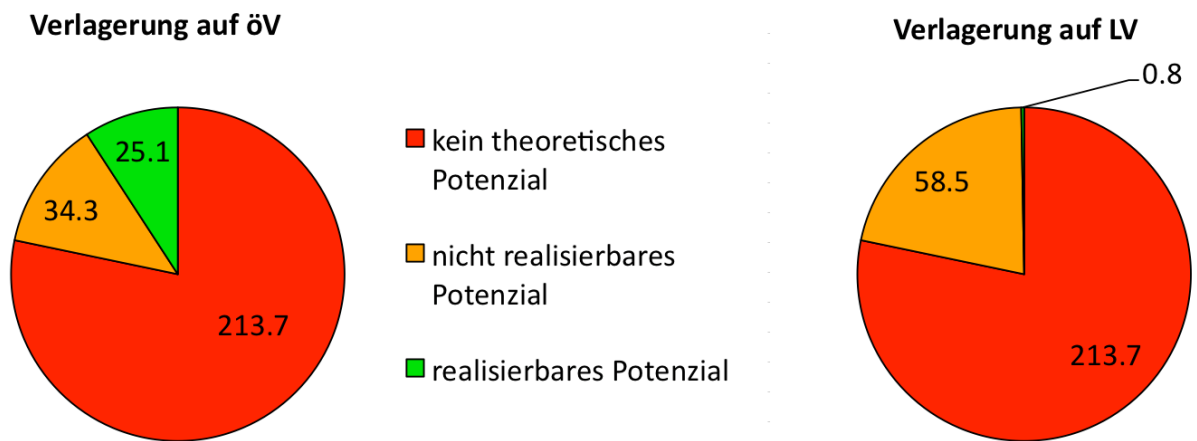 Verlagerung auf öV
25.1
34.3
213.7
kein theoretisches
Potenzial
nicht realisierbares
Potenzial
realisierbares Potenzial
Verlagerung auf LV
0.8
58.5
213.7